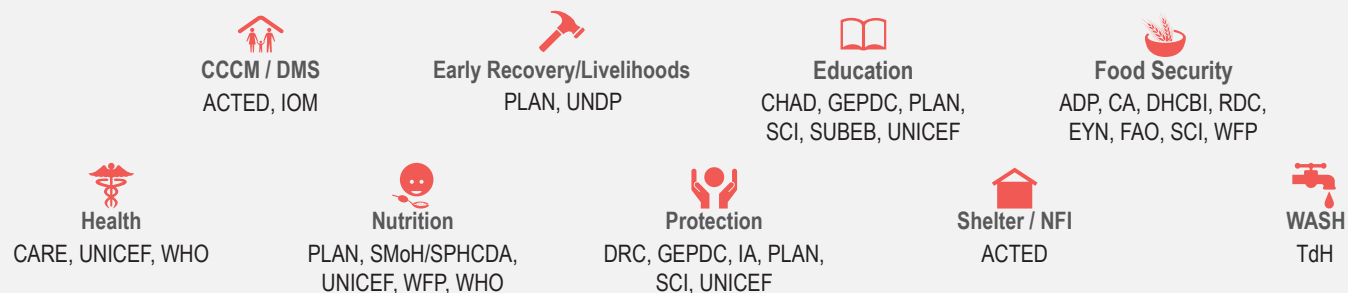 CCCM / DMS
ACTED, IOM
Early Recovery/Livelihoods
PLAN, UNDP
Education
CHAD, GEPDC, PLAN,
SCI, SUBEB, UNICEF
Food Security
ADP, CA, DHCBI, RDC,
EYN, FAO, SCI, WFP
Health
CARE, UNICEF, WHO
Nutrition
PLAN, SMoH/SPHCDA,
UNICEF, WFP, WHO
Protection
DRC, GEPDC, IA, PLAN,
SCI, UNICEF
Shelter / NFI
ACTED
WASH
TdH